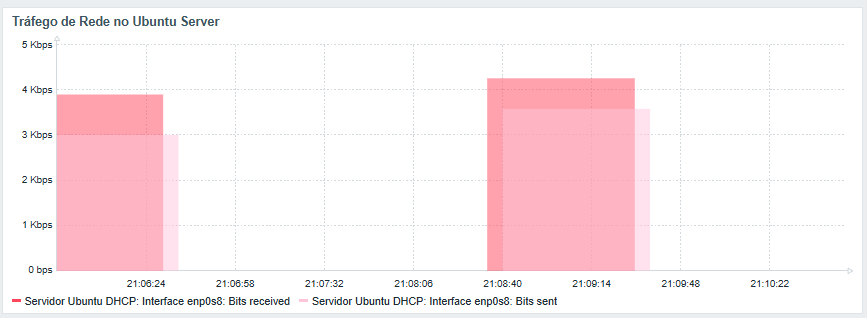 Tráfego de Rede no Ubuntu Server
5 Kbps
4 Kbps
3 Kbps
2 Kbps
1 Kbps
0 bps
21:06:24 21:06:58 21:07:32 21:08:06 21:08:40 21:09:14 21:09:48 21:10:22
Servidor Ubuntu DHCP: Interface enp0s8: Bits received Servidor Ubuntu DHCP: Interface enp0s8: Bits sent